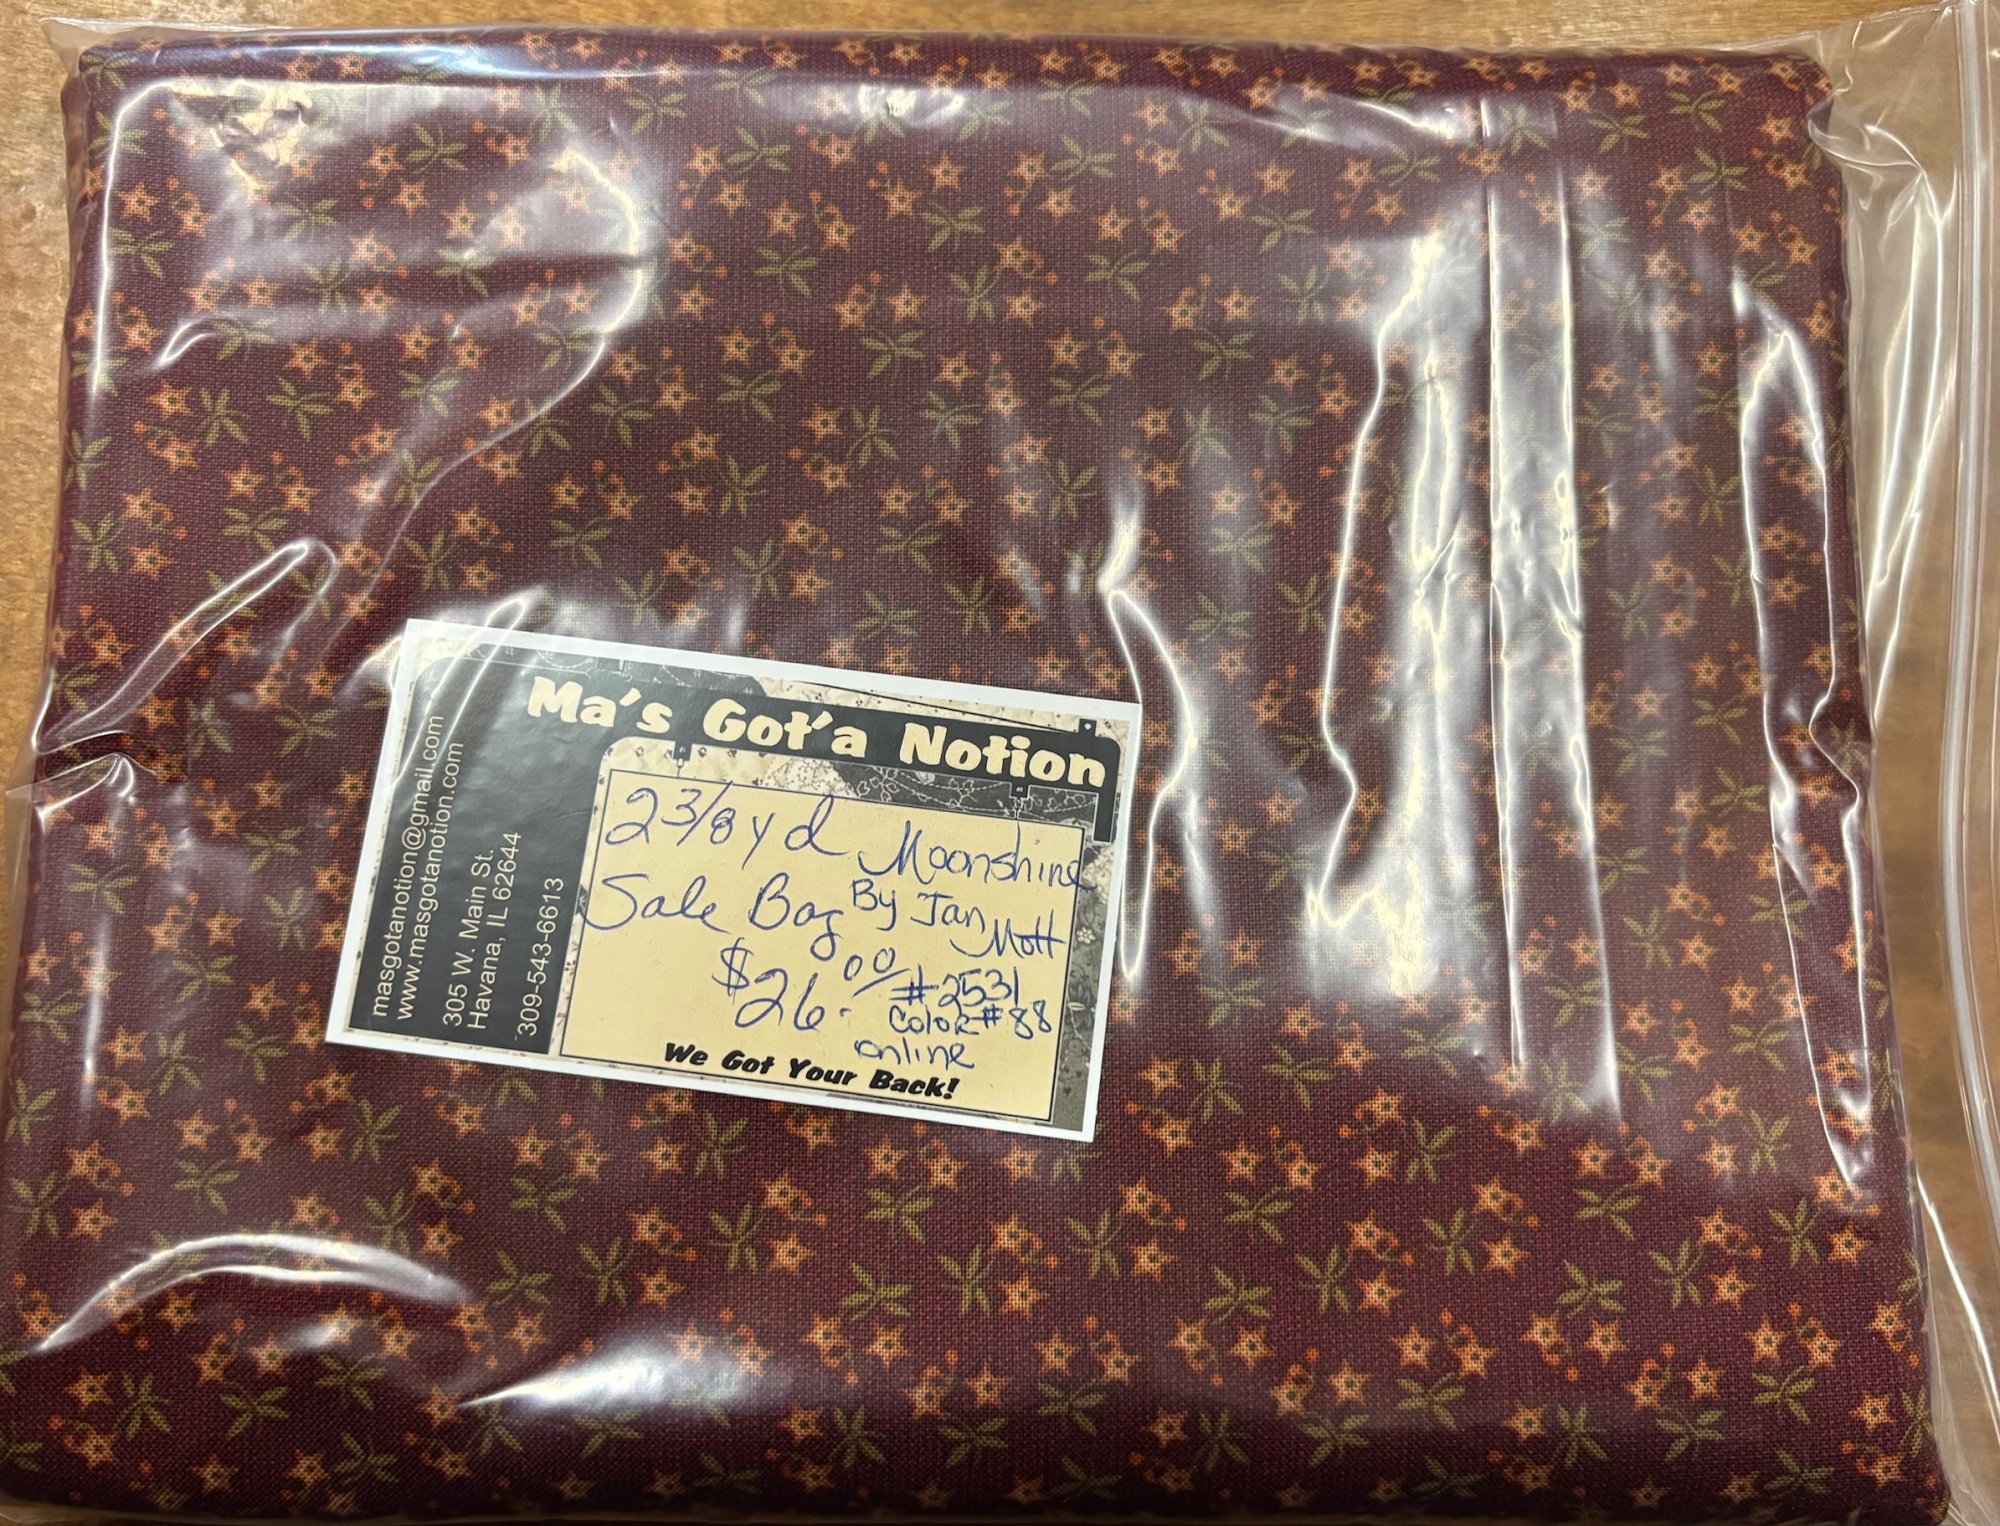 Ma's Got'a Notion
masgotanotion@gmail.com
www.masgotanotion.com
305 W. Main St.
Havana, IL 62644
309-543-6613
2 3/8 yd Moonshine
Sale Bag By Jan Mott
$26.00 #2531
Color #88
online
We Got Your Back!